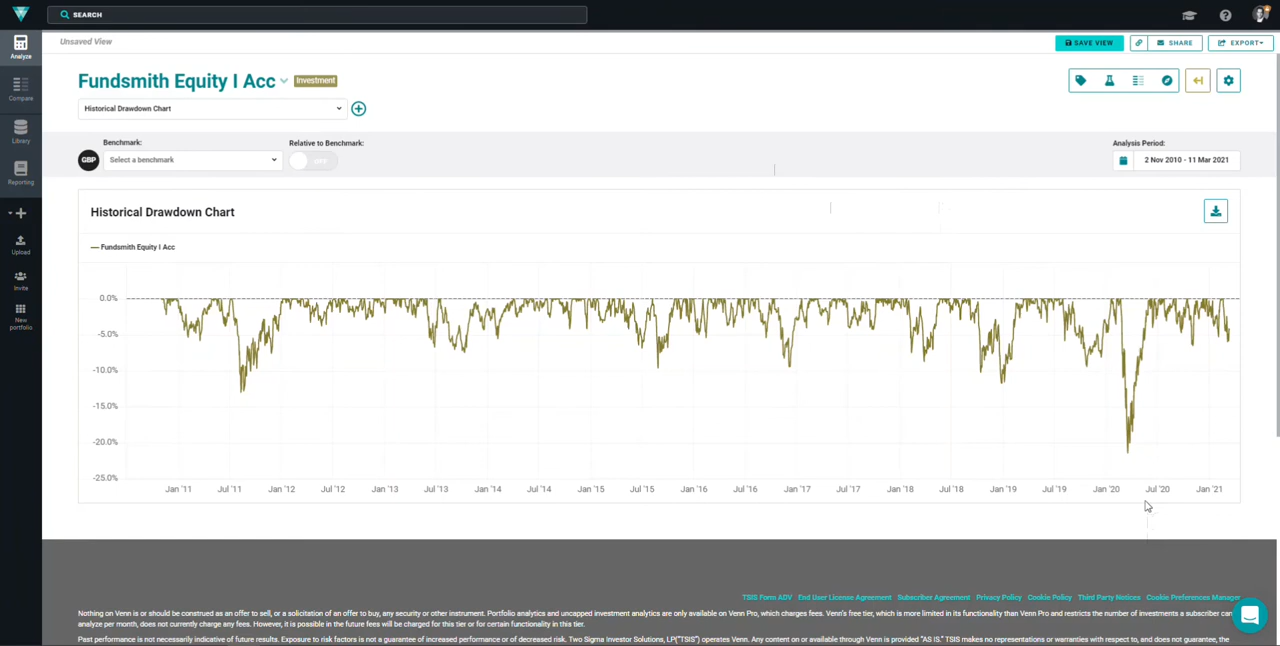 SEARCH
Analyze
Compare
Library
Reporting
Upload
Invite
New
portfolio
Unsaved View
SAVE VIEW
SHARE
EXPORT
Fundsmith Equity I Acc
Investment
Historical Drawdown Chart
Benchmark:
Relative to Benchmark:
Analysis Period:
GBP
Select a benchmark
OFF
2 Nov 2010 - 11 Mar 2021
Historical Drawdown Chart
Fundsmith Equity I Acc
0.0%
-5.0%
-10.0%
-15.0%
-20.0%
-25.0%
Jan '11 Jul '11 Jan '12 Jul '12 Jan '13 Jul '13 Jan '14 Jul '14 Jan '15 Jul '15 Jan '16 Jul '16 Jan '17 Jul '17 Jan '18 Jul '18 Jan '19 Jul '19 Jan '20 Jul '20 Jan '21
TSIS Form ADV End User License Agreement Subscriber Agreement Privacy Policy Cookie Policy Third Party Notices Cookie Preferences Manager
Nothing on Venn is or should be construed as an offer to sell, or a solicitation of an offer to buy, any security or other instrument. Portfolio analytics and uncapped investment analytics are only available on Venn Pro, which charges fees. Venn's free tier, which is more limited in its functionality than Venn Pro and restricts the number of investments a subscriber can
analyze per month, does not currently charge any fees. However, it is possible in the future fees will be charged for this tier or for certain functionality in this tier.
Past performance is not necessarily indicative of future results. Exposure to risk factors is not a guarantee of increased performance or of decreased risk. Two Sigma Investor Solutions, LP ("TSIS") operates Venn. Any content on or available through Venn is provided "AS IS." TSIS makes no representations or warranties with respect to, and does not guarantee, the